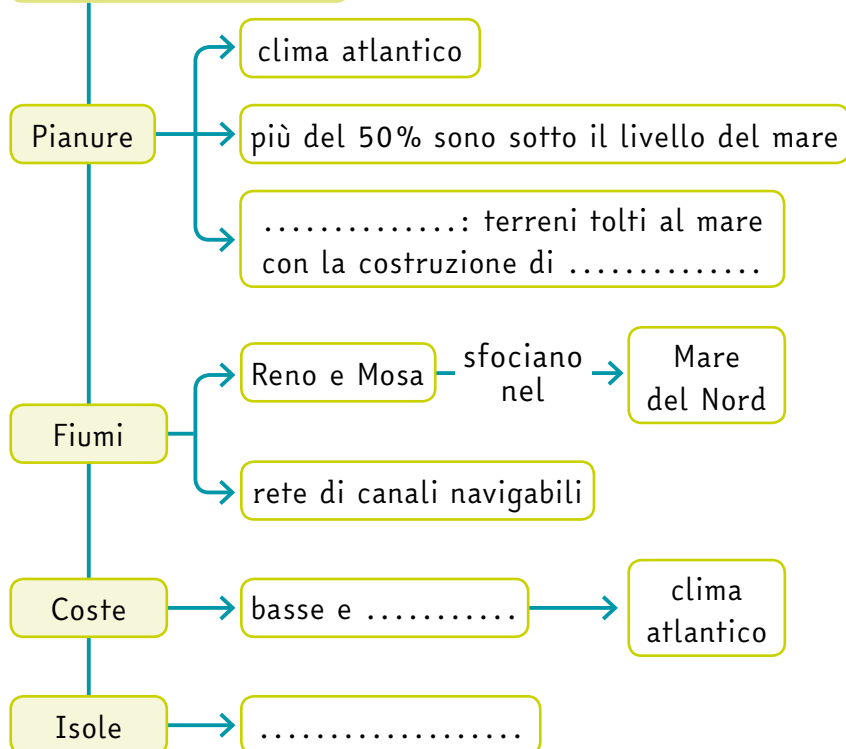 clima atlantico
Pianure
più del 50% sono sotto il livello del mare
..............: terreni tolti al mare
con la costruzione di ..............
Reno e Mosa
sfociano
nel
Mare
del Nord
Fiumi
rete di canali navigabili
Coste
basse e ...........
clima
atlantico
Isole
...................